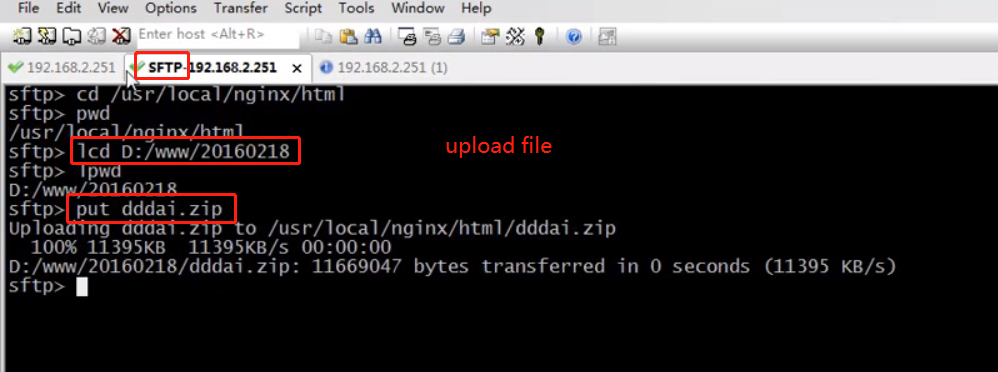 File Edit View Options Transfer Script Tools Window Help
Enter host <Alt+R>
192.168.2.251 SFTP-192.168.2.251 × 192.168.2.251 (1)
sftp> cd /usr/local/nginx/html
sftp> pwd
/usr/local/nginx/html
sftp> lcd D:/www/20160218
upload file
sftp> lpwd
D:/www/20160218
sftp> put dddai.zip
Uploading dddai.zip to /usr/local/nginx/html/dddai.zip
100% 11395KB 11395KB/s 00:00:00
D:/www/20160218/dddai.zip: 11669047 bytes transferred in 0 seconds (11395 KB/s)
sftp>